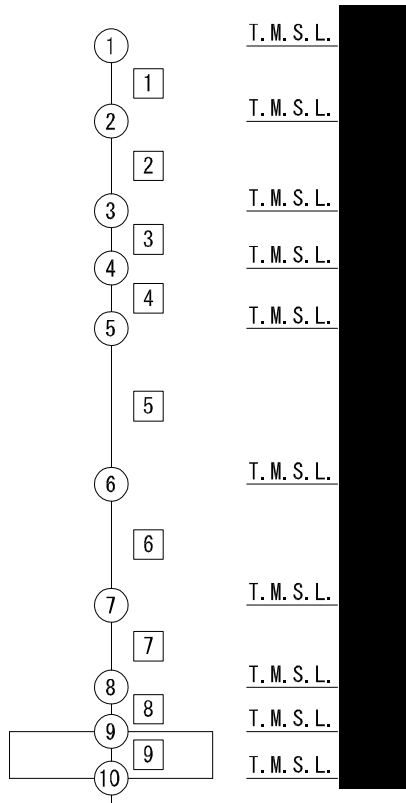 1 T.M.S.L.
1
2 T.M.S.L.
2
3 T.M.S.L.
3
4 T.M.S.L.
4
5 T.M.S.L.
5
6 T.M.S.L.
6
7 T.M.S.L.
7
8 T.M.S.L.
8
9 T.M.S.L.
9
10 T.M.S.L.